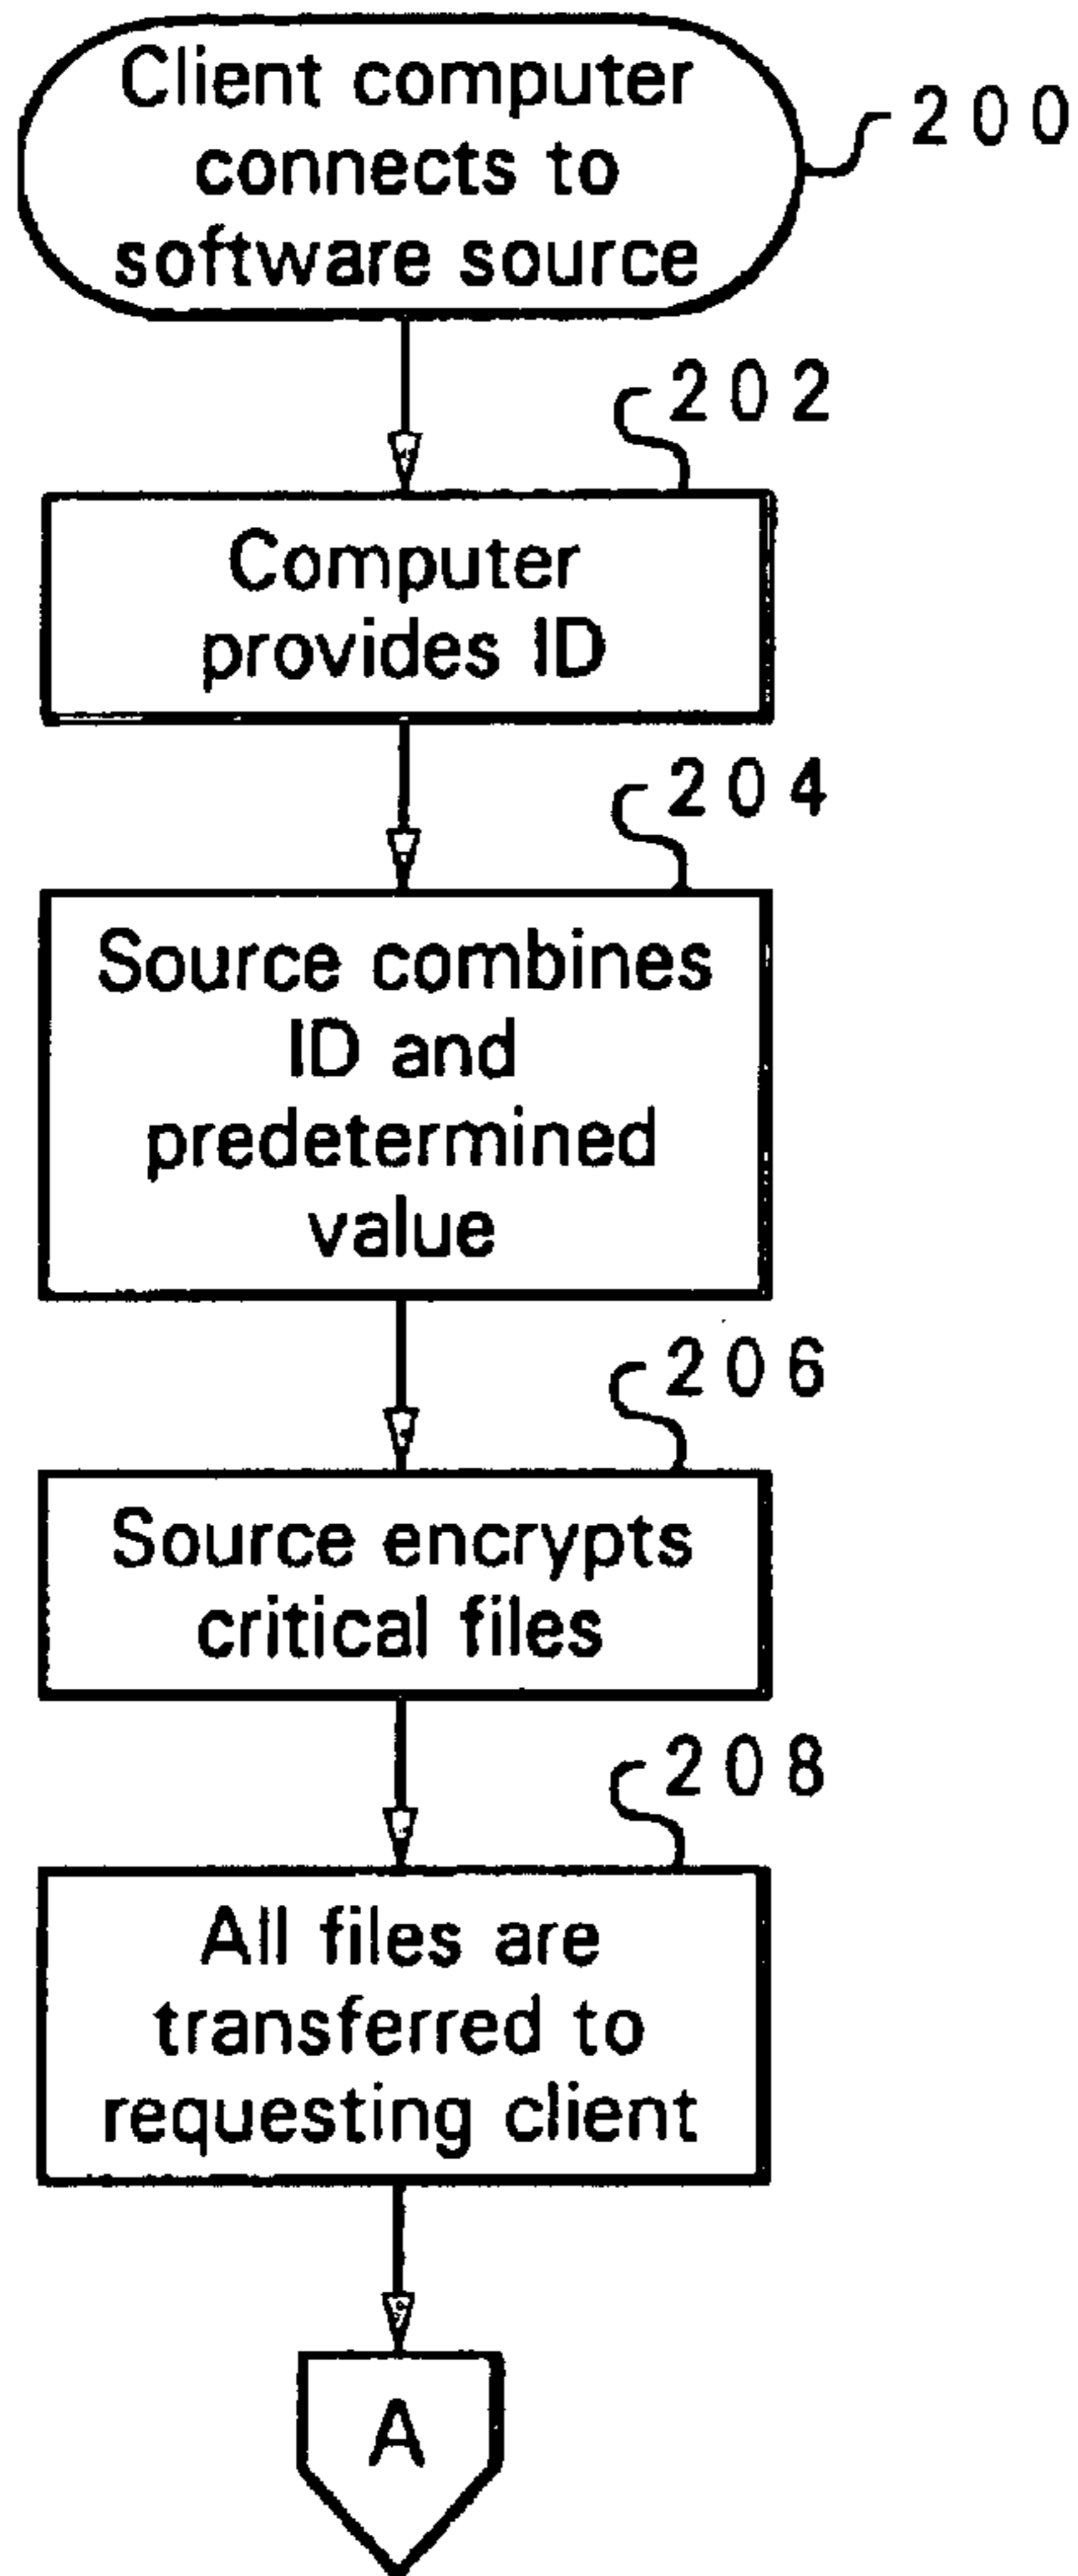 Client computer
connects to
software source
200
202
Computer
provides ID
204
Source combines
ID and
predetermined
value
206
Source encrypts
critical files
208
All files are
transferred to
requesting client
A